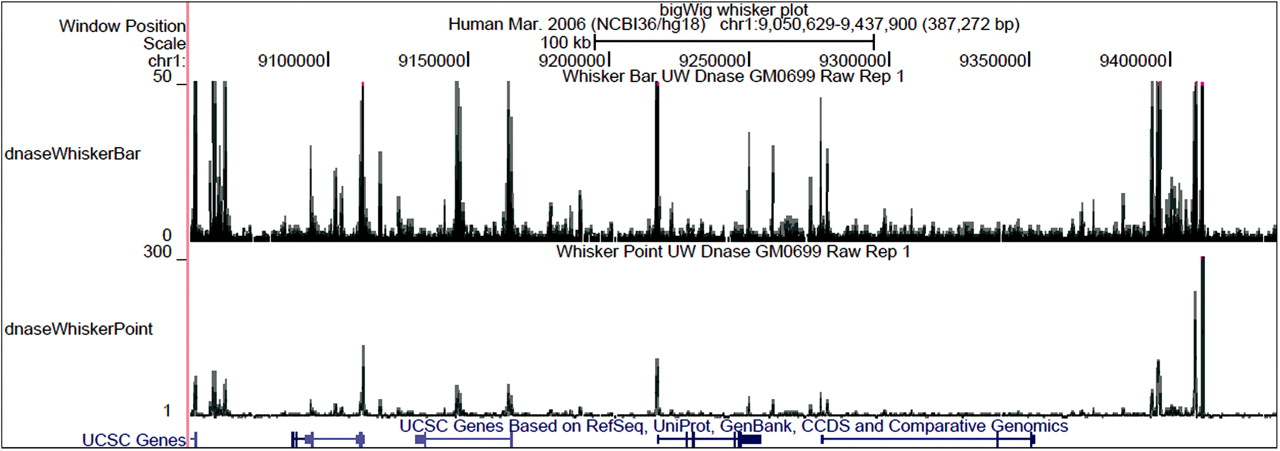 bigWig whisker plot
Window Position Human Mar. 2006 (NCBI36/hg18) chr1:9,050,629-9,437,900 (387,272 bp)
Scale 100 kb
chr1: 9100000 9150000 9200000 9250000 9300000 9350000 9400000
Whisker Bar UW Dnase GM0699 Raw Rep 1
50
dnaseWhiskerBar
0
Whisker Point UW Dnase GM0699 Raw Rep 1
300
dnaseWhiskerPoint
1
UCSC Genes Based on RefSeq, UniProt, GenBank, CCDS and Comparative Genomics
UCSC Genes